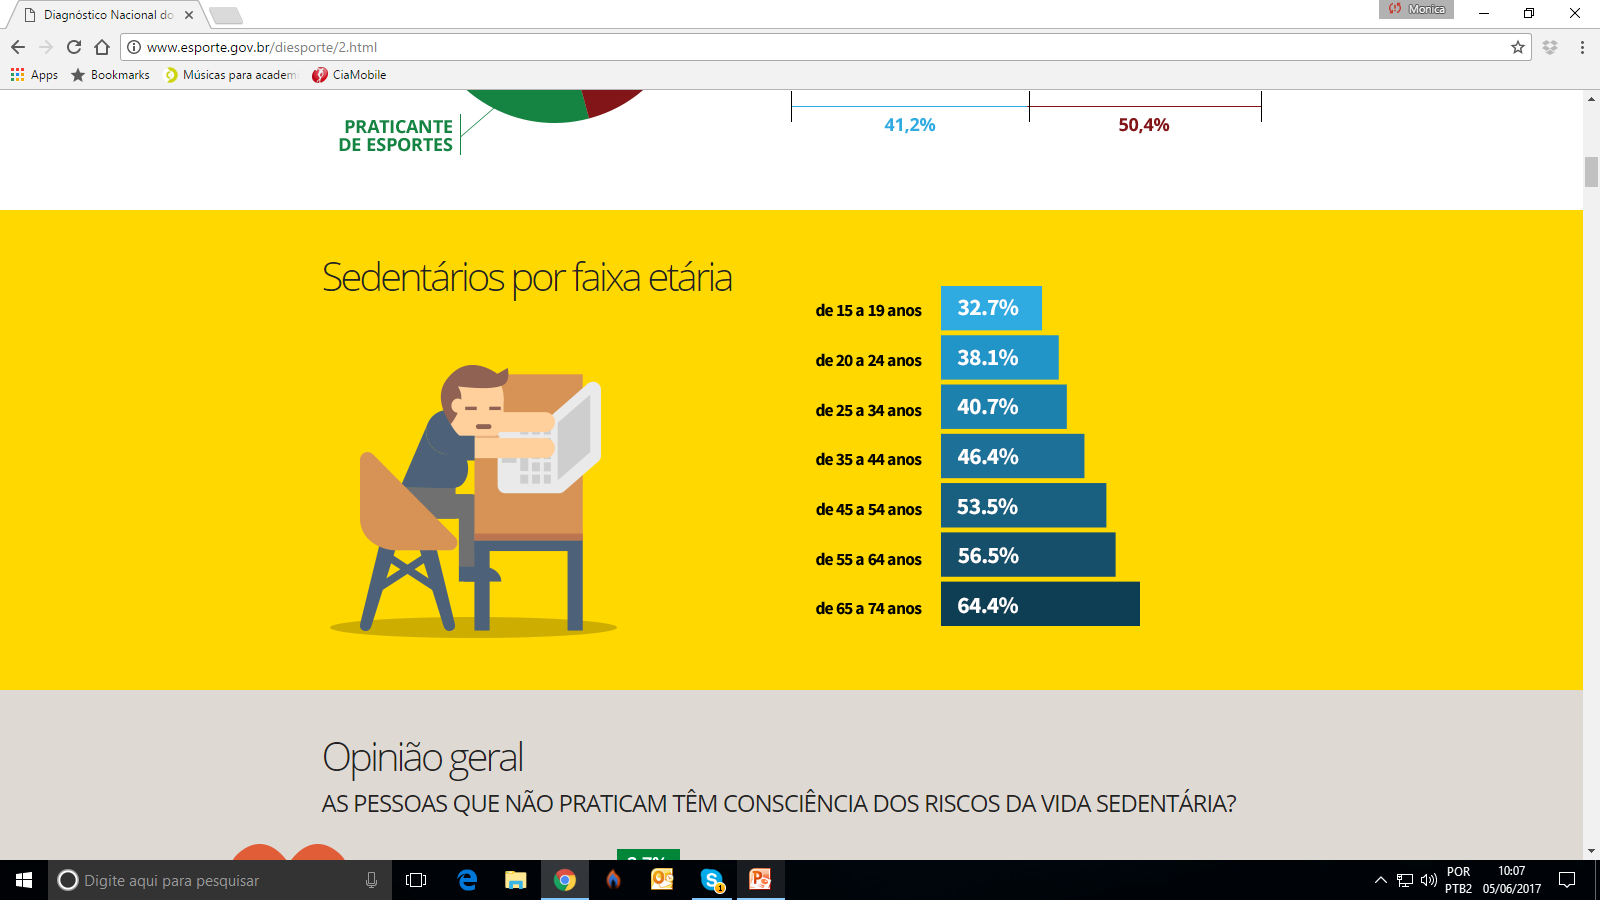 Diagnóstico Nacional do
Monica
www.esporte.gov.br/diesporte/2.html
Apps
Bookmarks
Músicas para academ
CiaMobile
PRATICANTE
DE ESPORTES
41,2%
50,4%
Sedentários por faixa etária
de 15 a 19 anos 32.7%
de 20 a 24 anos 38.1%
de 25 a 34 anos 40.7%
de 35 a 44 anos 46.4%
de 45 a 54 anos 53.5%
de 55 a 64 anos 56.5%
de 65 a 74 anos 64.4%
Opinião geral
AS PESSOAS QUE NÃO PRATICAM TÊM CONSCIÊNCIA DOS RISCOS DA VIDA SEDENTÁRIA?
Digite aqui para pesquisar
1
POR
PTB2
10:07
05/06/2017